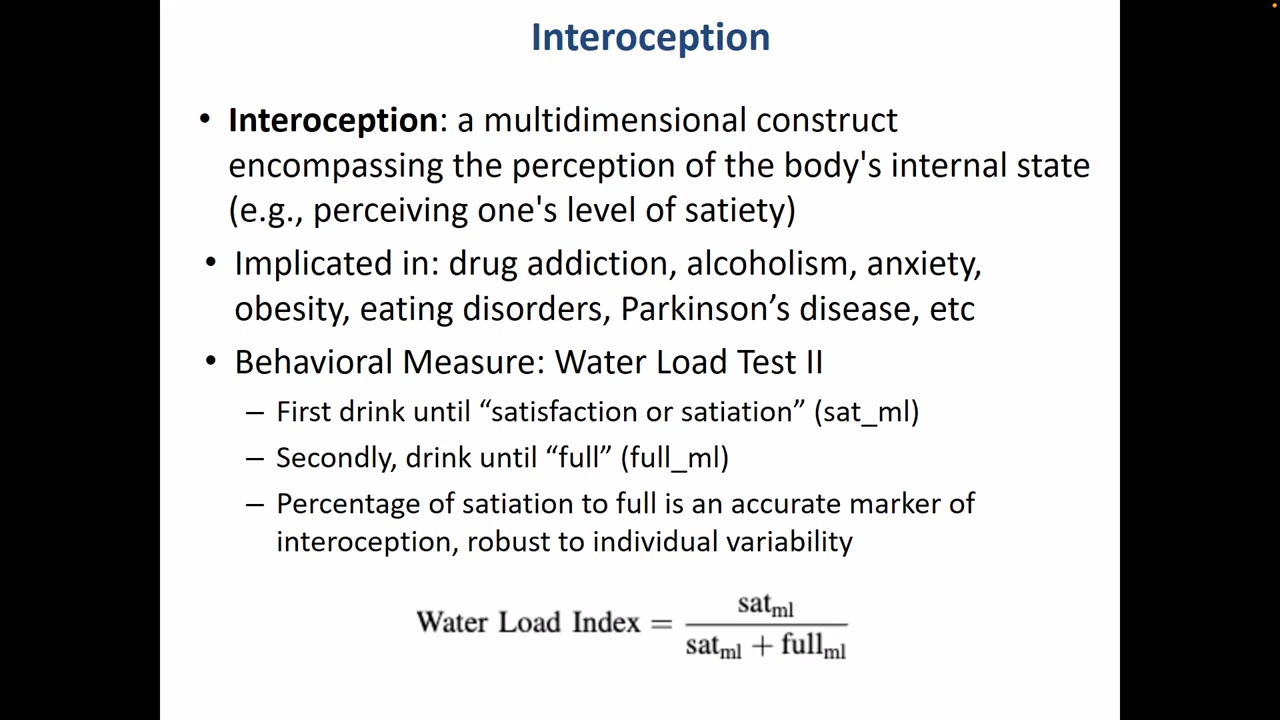 Interoception
• Interoception: a multidimensional construct
encompassing the perception of the body's internal state
(e.g., perceiving one's level of satiety)
• Implicated in: drug addiction, alcoholism, anxiety,
obesity, eating disorders, Parkinson’s disease, etc
• Behavioral Measure: Water Load Test II
– First drink until “satisfaction or satiation” (sat_ml)
– Secondly, drink until “full” (full_ml)
– Percentage of satiation to full is an accurate marker of
interoception, robust to individual variability
Water Load Index = sat_ml / (sat_ml + full_ml)